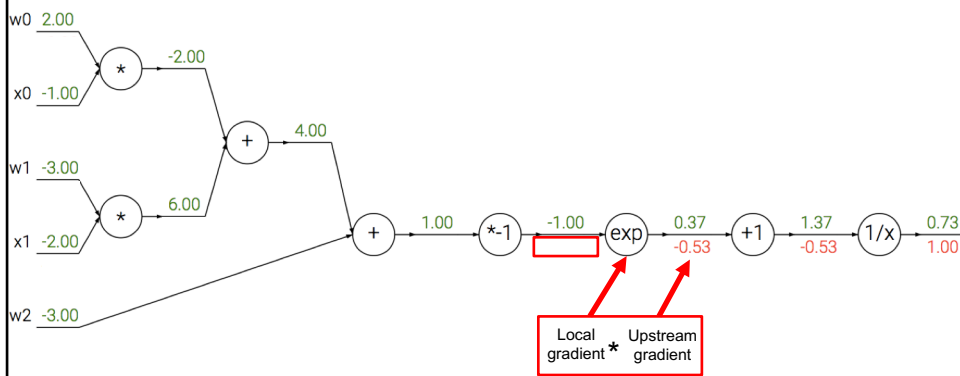 w0 2.00
-2.00
*
x0 -1.00
4.00
+
w1 -3.00
6.00
*
x1 -2.00
1.00 -1.00 0.37 1.37 0.73
+ *-1 exp +1 1/x
-0.53 -0.53 1.00
w2 -3.00
Local gradient * Upstream gradient